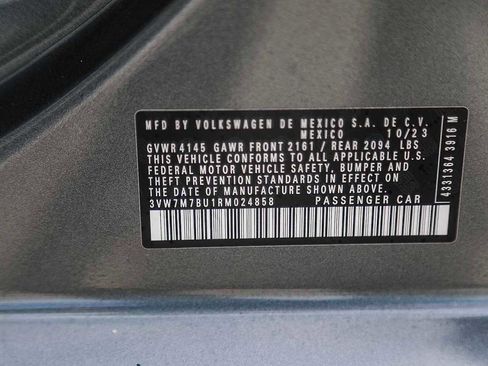 MFD BY VOLKSWAGEN DE MEXICO S.A. DE C.V.
MEXICO 10/23
GVWR 4145 GAWR FRONT 2161 / REAR 2094 LBS
THIS VEHICLE CONFORMS TO ALL APPLICABLE
FEDERAL MOTOR VEHICLE SAFETY, BUMPER AND
THEFT PREVENTION STANDARDS IN EFFECT ON
THE DATE OF MANUFACTURE SHOWN ABOVE.
3VW7M7BU1RM024858 PASSENGER CAR
4331364 3916 M